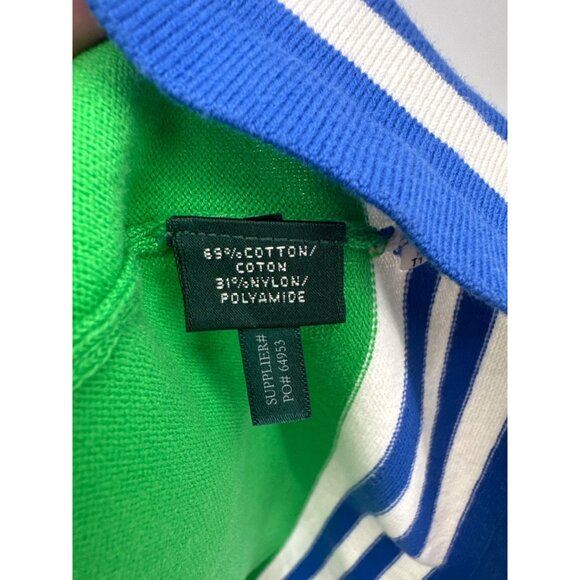 69%COTTON/
COTON
31%NYLON/
POLYAMIDE
SUPPLIER#
PO# 64953